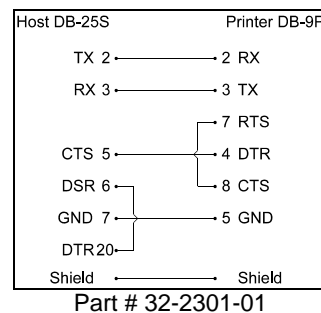 Host DB-25S Printer DB-9P
TX 2 2 RX
RX 3 3 TX
7 RTS
CTS 5 4 DTR
DSR 6 8 CTS
GND 7 5 GND
DTR20
Shield Shield
Part # 32-2301-01